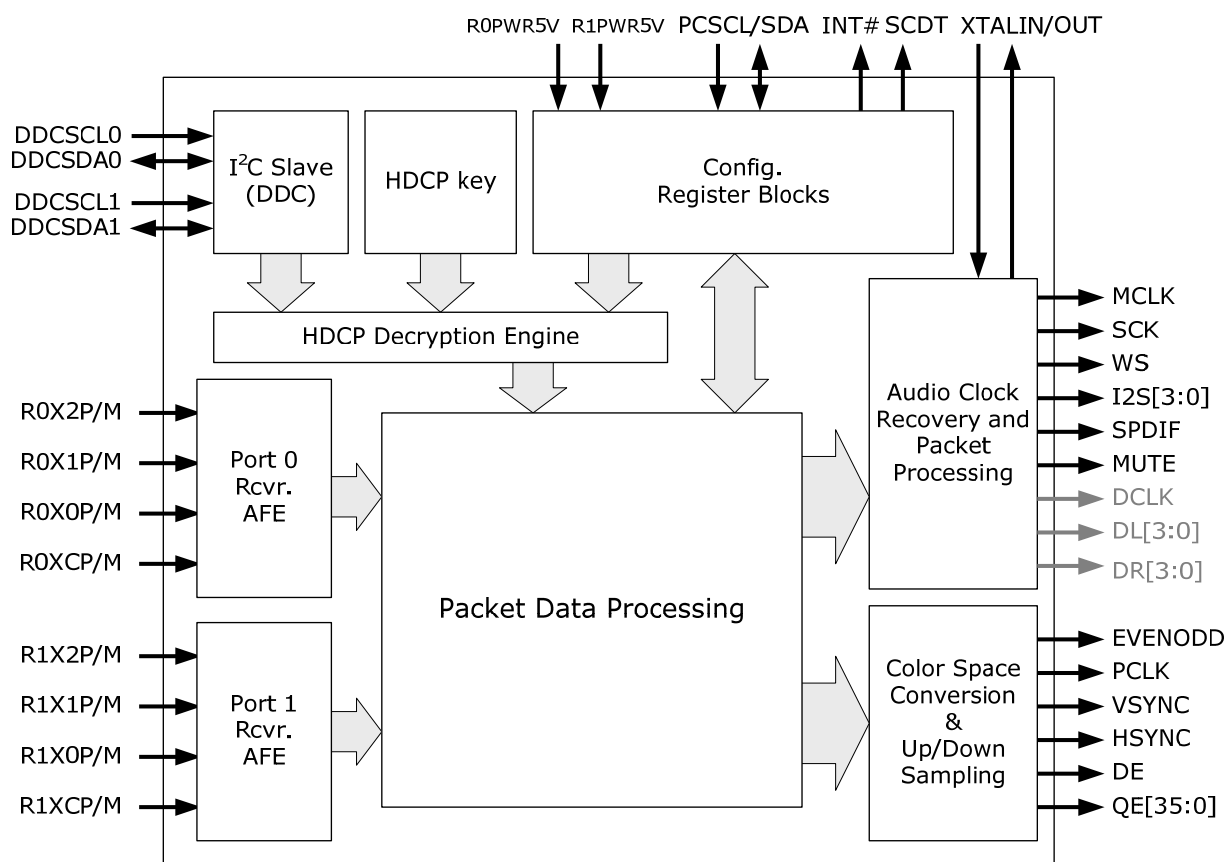 R0PWR5V R1PWR5V PCSCL/SDA INT# SCDT XTALIN/OUT
DDCSCL0
DDCSDA0
DDCSCL1
DDCSDA1
I²C Slave
(DDC)
HDCP key
Config.
Register Blocks
HDCP Decryption Engine
R0X2P/M
R0X1P/M
R0X0P/M
R0XCP/M
Port 0
Rcvr.
AFE
R1X2P/M
R1X1P/M
R1X0P/M
R1XCP/M
Port 1
Rcvr.
AFE
Packet Data Processing
Audio Clock
Recovery and
Packet
Processing
MCLK
SCK
WS
I2S[3:0]
SPDIF
MUTE
DCLK
DL[3:0]
DR[3:0]
Color Space
Conversion
&
Up/Down
Sampling
EVENODD
PCLK
VSYNC
HSYNC
DE
QE[35:0]